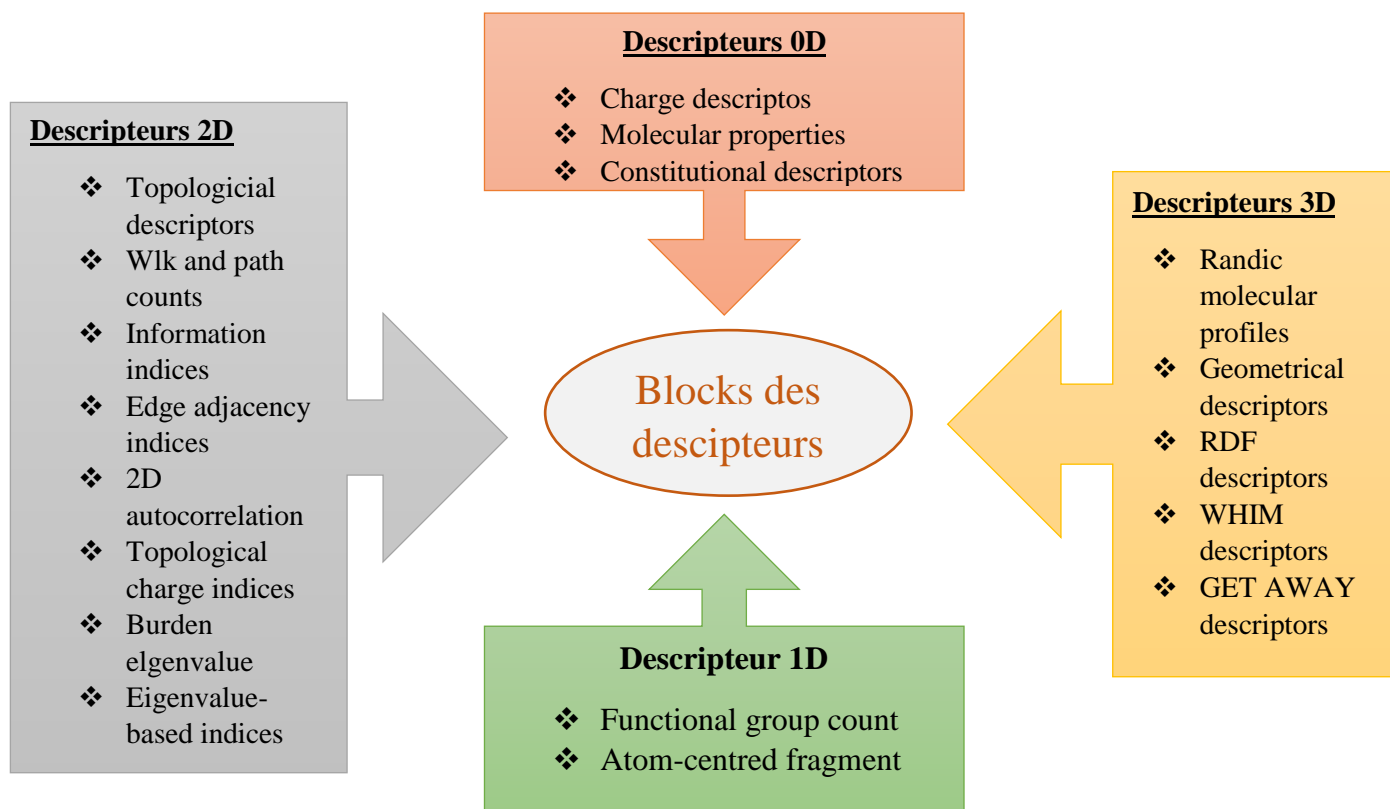 Descripteurs 0D
❖ Charge descriptos
❖ Molecular properties
❖ Constitutional descriptors
Descripteurs 2D
❖ Topologicial
descriptors
❖ Wlk and path
counts
❖ Information
indices
❖ Edge adjacency
indices
❖ 2D
autocorrelation
❖ Topological
charge indices
❖ Burden
elgenvalue
❖ Eigenvalue-
based indices
Blocks des
descipteurs
Descripteurs 3D
❖ Randic
molecular
profiles
❖ Geometrical
descriptors
❖ RDF
descriptors
❖ WHIM
descriptors
❖ GET AWAY
descriptors
Descripteur 1D
❖ Functional group count
❖ Atom-centred fragment